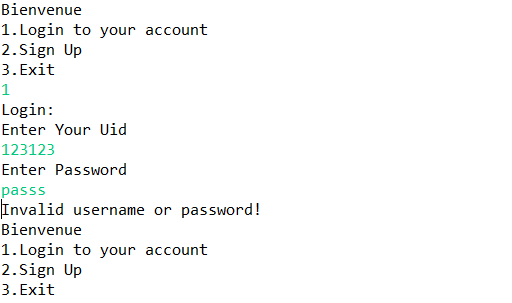 Bienvenue
1.Login to your account
2.Sign Up
3.Exit
1
Login:
Enter Your Uid
123123
Enter Password
passs
Invalid username or password!
Bienvenue
1.Login to your account
2.Sign Up
3.Exit